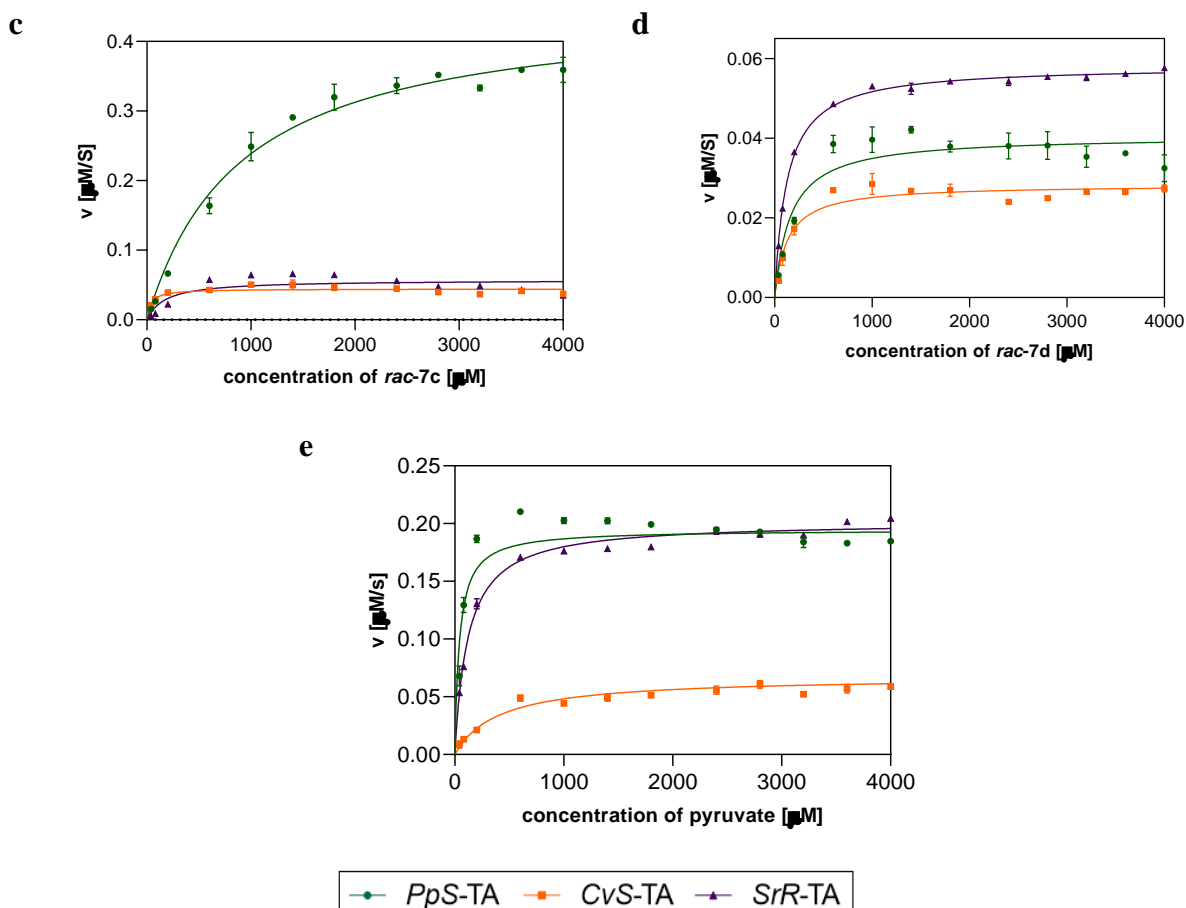 c
v [µM/S]
0.4
0.3
0.2
0.1
0.0
0 1000 2000 3000 4000
concentration of rac-7c [µM]
d
v [µM/S]
0.06
0.04
0.02
0.00
0 1000 2000 3000 4000
concentration of rac-7d [µM]
e
v [µM/s]
0.25
0.20
0.15
0.10
0.05
0.00
0 1000 2000 3000 4000
concentration of pyruvate [µM]
PpS-TA CvS-TA SrR-TA